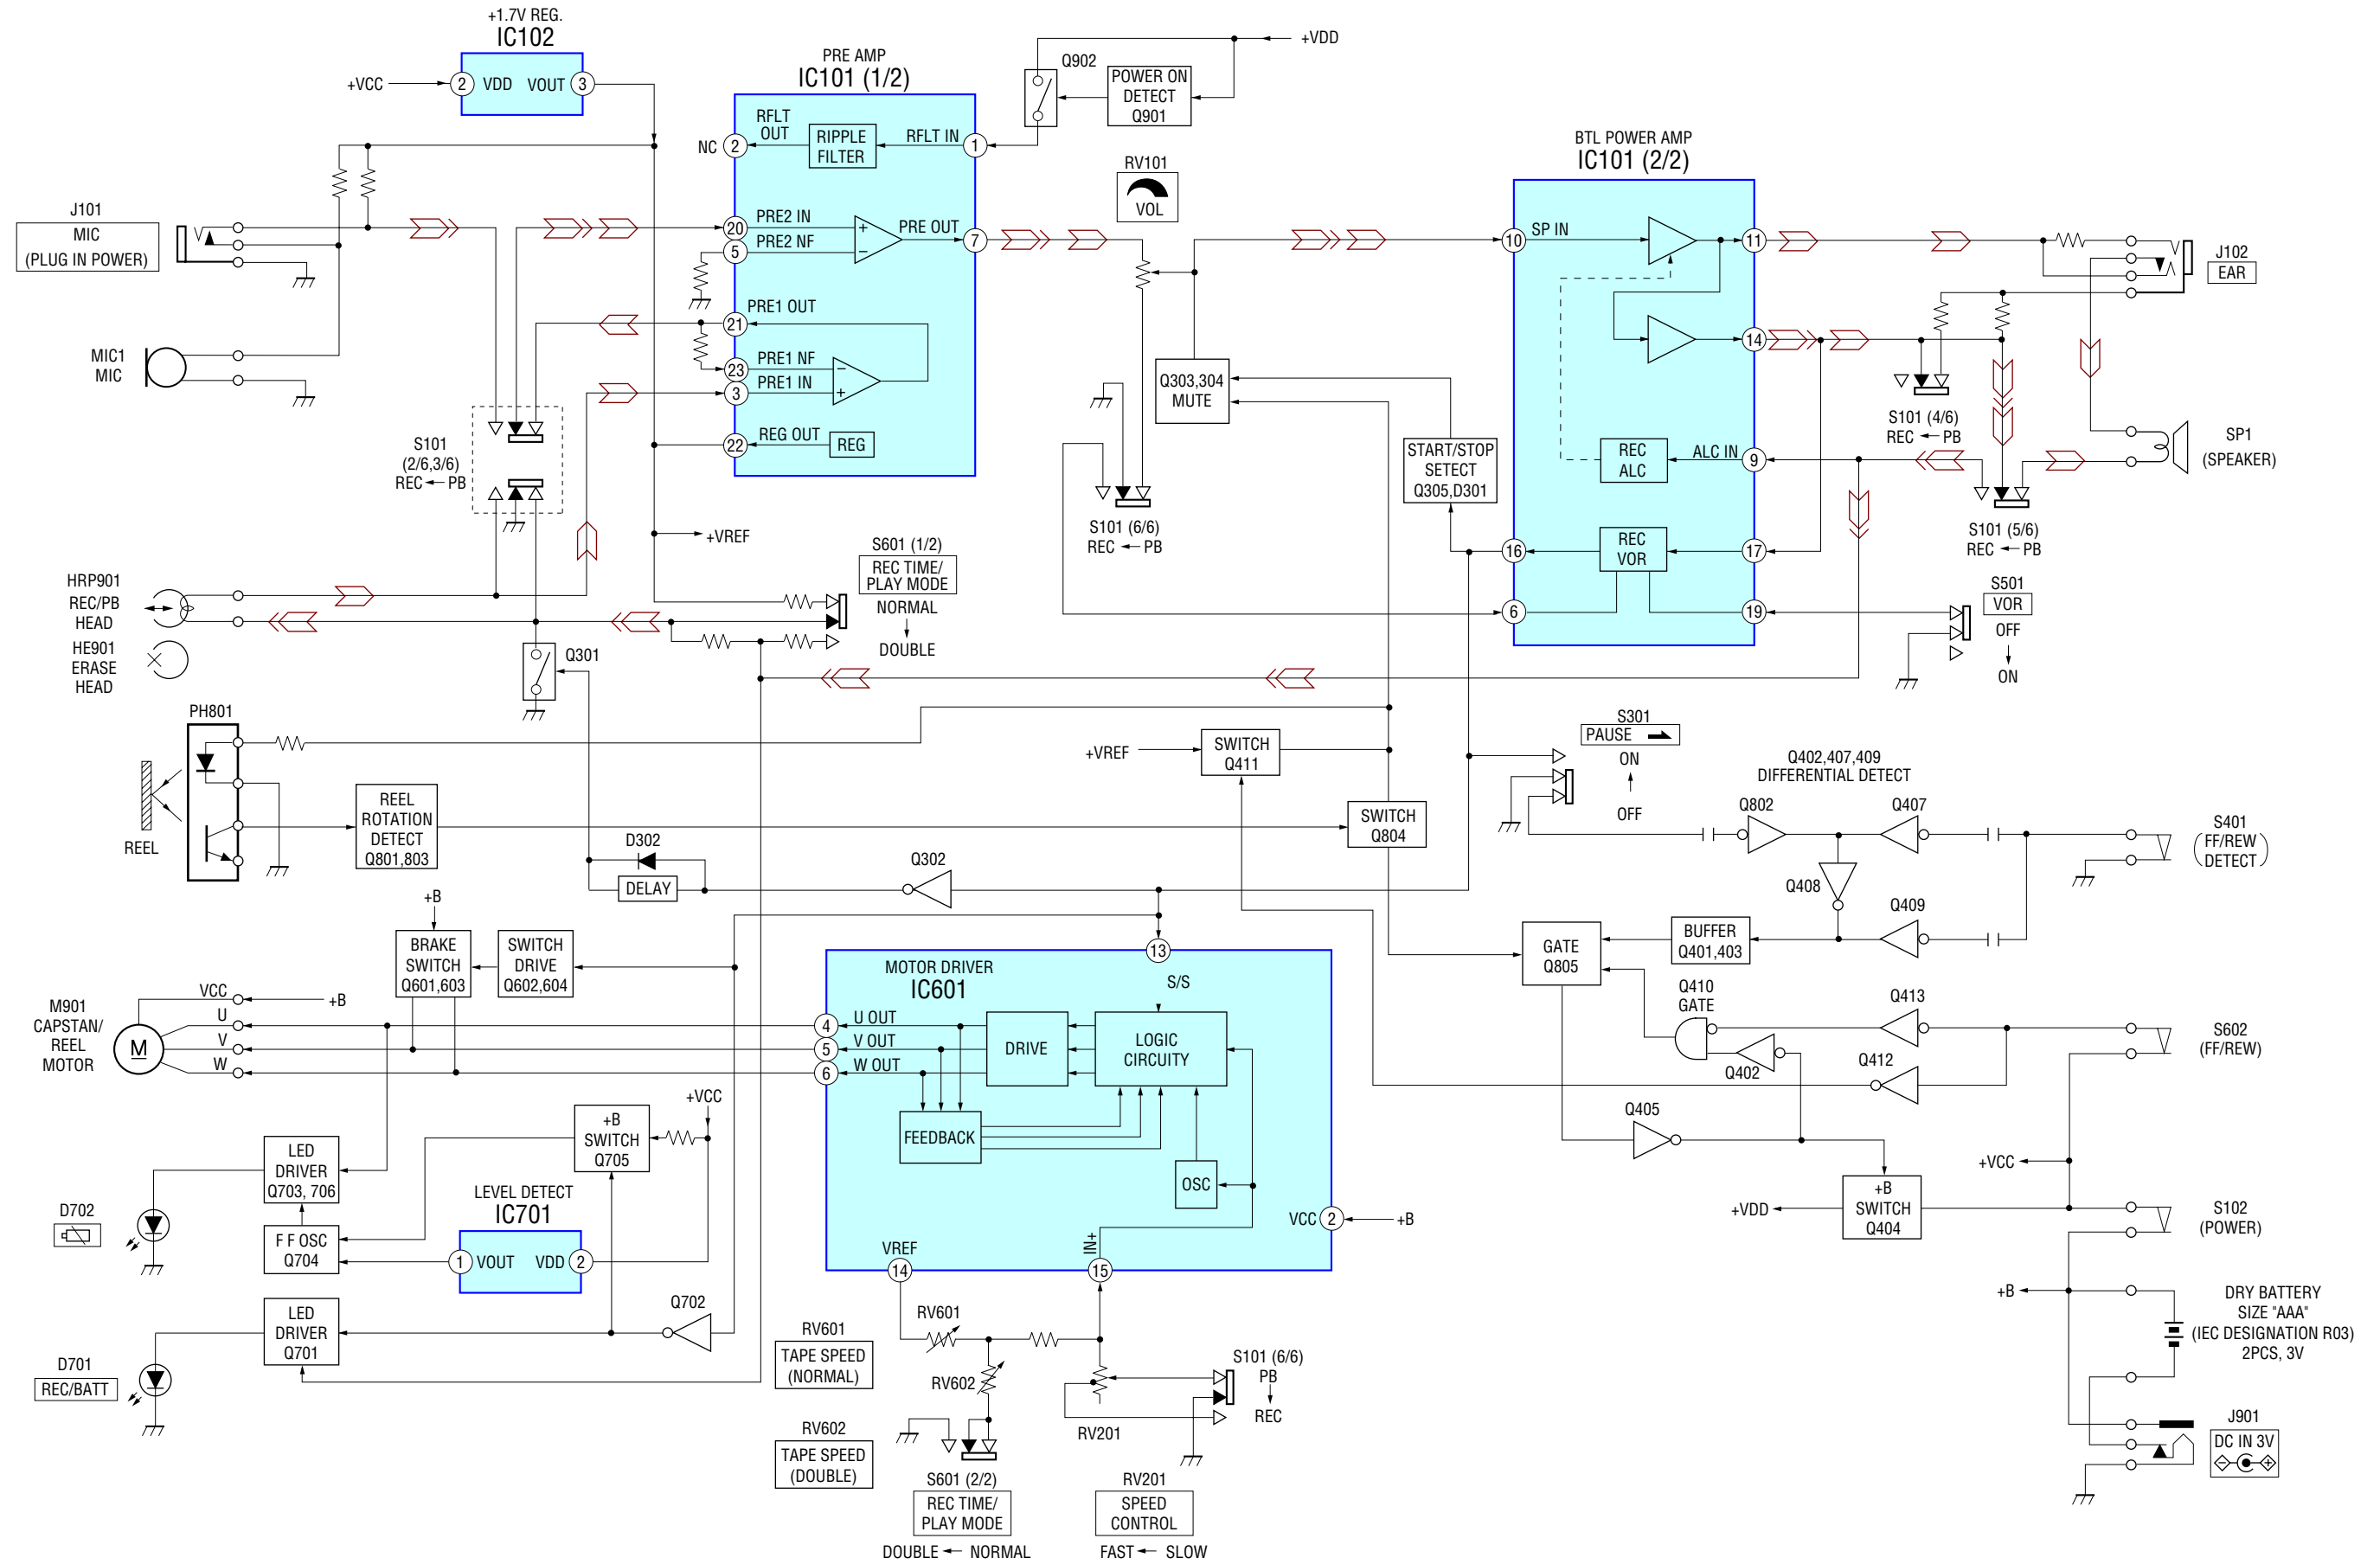 +1.7V REG.
IC102
+VCC
2
VDD
VOUT
3
PRE AMP
IC101 (1/2)
RFLT
OUT
RIPPLE
FILTER
RFLT IN
NC
2
1
Q902
POWER ON
DETECT
Q901
+VDD
RV101
VOL
BTL POWER AMP
IC101 (2/2)
J101
MIC
(PLUG IN POWER)
20
PRE2 IN
5
PRE2 NF
+
−
PRE OUT
7
21
PRE1 OUT
23
PRE1 NF
3
PRE1 IN
−
+
22
REG OUT
REG
MIC1
MIC
S101
(2/6,3/6)
REC ← PB
+VREF
10
SP IN
11
14
J102
EAR
Q303,304
MUTE
START/STOP
SETECT
Q305,D301
REC
ALC
ALC IN
9
S101 (4/6)
REC ← PB
SP1
(SPEAKER)
S101 (6/6)
REC ← PB
S101 (5/6)
REC ← PB
16
REC
VOR
17
6
19
S501
VOR
OFF
ON
HRP901
REC/PB
HEAD
HE901
ERASE
HEAD
S601 (1/2)
REC TIME/
PLAY MODE
NORMAL
DOUBLE
Q301
PH801
REEL
REEL
ROTATION
DETECT
Q801,803
D302
DELAY
Q302
+VREF
SWITCH
Q411
SWITCH
Q804
S301
PAUSE
ON
OFF
Q402,407,409
DIFFERENTIAL DETECT
Q802
Q407
Q408
Q409
S401
(FF/REW
DETECT)
+B
BRAKE
SWITCH
Q601,603
SWITCH
DRIVE
Q602,604
GATE
Q805
BUFFER
Q401,403
Q410
GATE
Q413
Q402
Q412
S602
(FF/REW)
M901
CAPSTAN/
REEL
MOTOR
M
VCC
U
V
W
+B
MOTOR DRIVER
IC601
13
S/S
4
U OUT
5
V OUT
6
W OUT
DRIVE
LOGIC
CIRCUITY
FEEDBACK
OSC
VCC
2
+B
VREF
14
IN+
15
+VCC
+B
SWITCH
Q705
LED
DRIVER
Q703, 706
LEVEL DETECT
IC701
1
VOUT
VDD
2
F F OSC
Q704
D702
LED
DRIVER
Q701
Q702
D701
REC/BATT
Q405
+VCC
+VDD
+B
SWITCH
Q404
S102
(POWER)
+B
DRY BATTERY
SIZE "AAA"
(IEC DESIGNATION R03)
2PCS, 3V
J901
DC IN 3V
RV601
TAPE SPEED
(NORMAL)
RV602
TAPE SPEED
(DOUBLE)
RV601
RV602
RV201
S101 (6/6)
PB
REC
S601 (2/2)
REC TIME/
PLAY MODE
DOUBLE ← NORMAL
RV201
SPEED
CONTROL
FAST ← SLOW